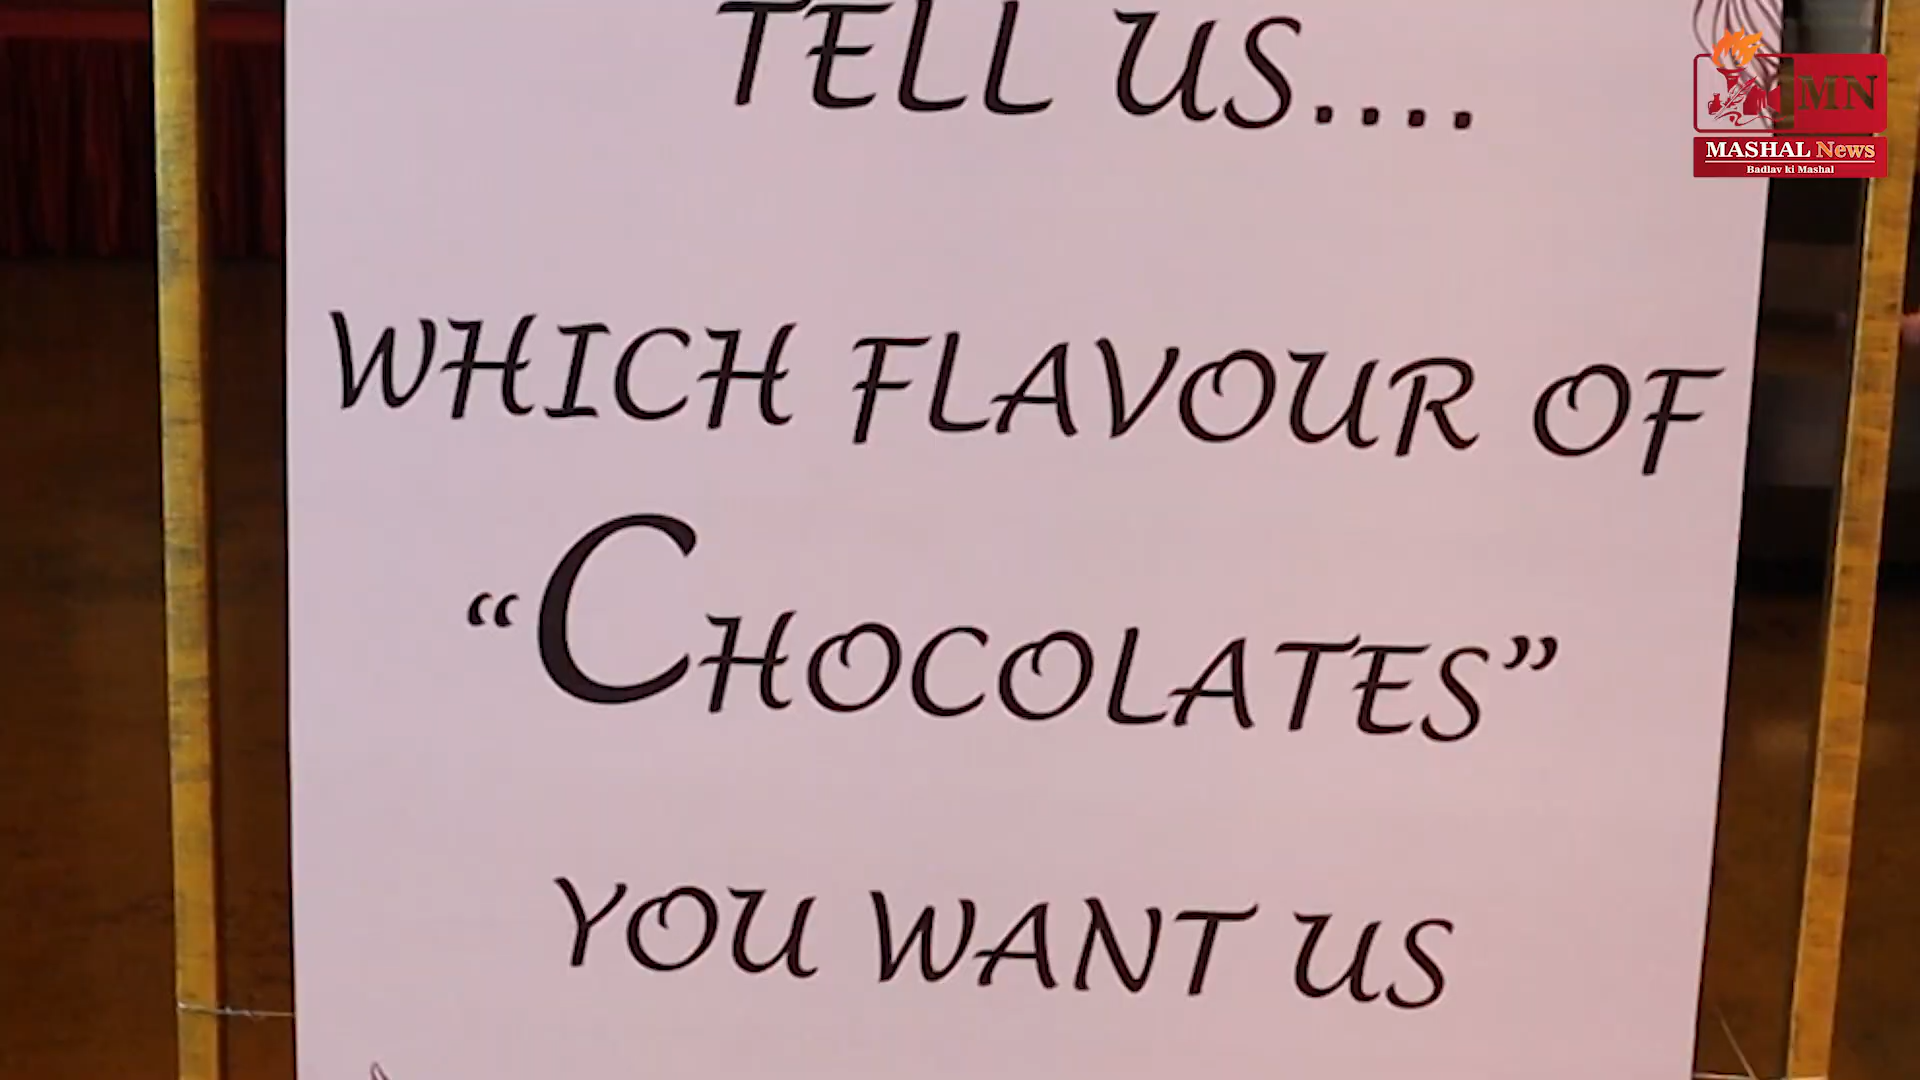 TELL US....
MN
MASHAL News
Badlav ki Mashal
WHICH FLAVOUR OF
“CHOCOLATES”
YOU WANT US